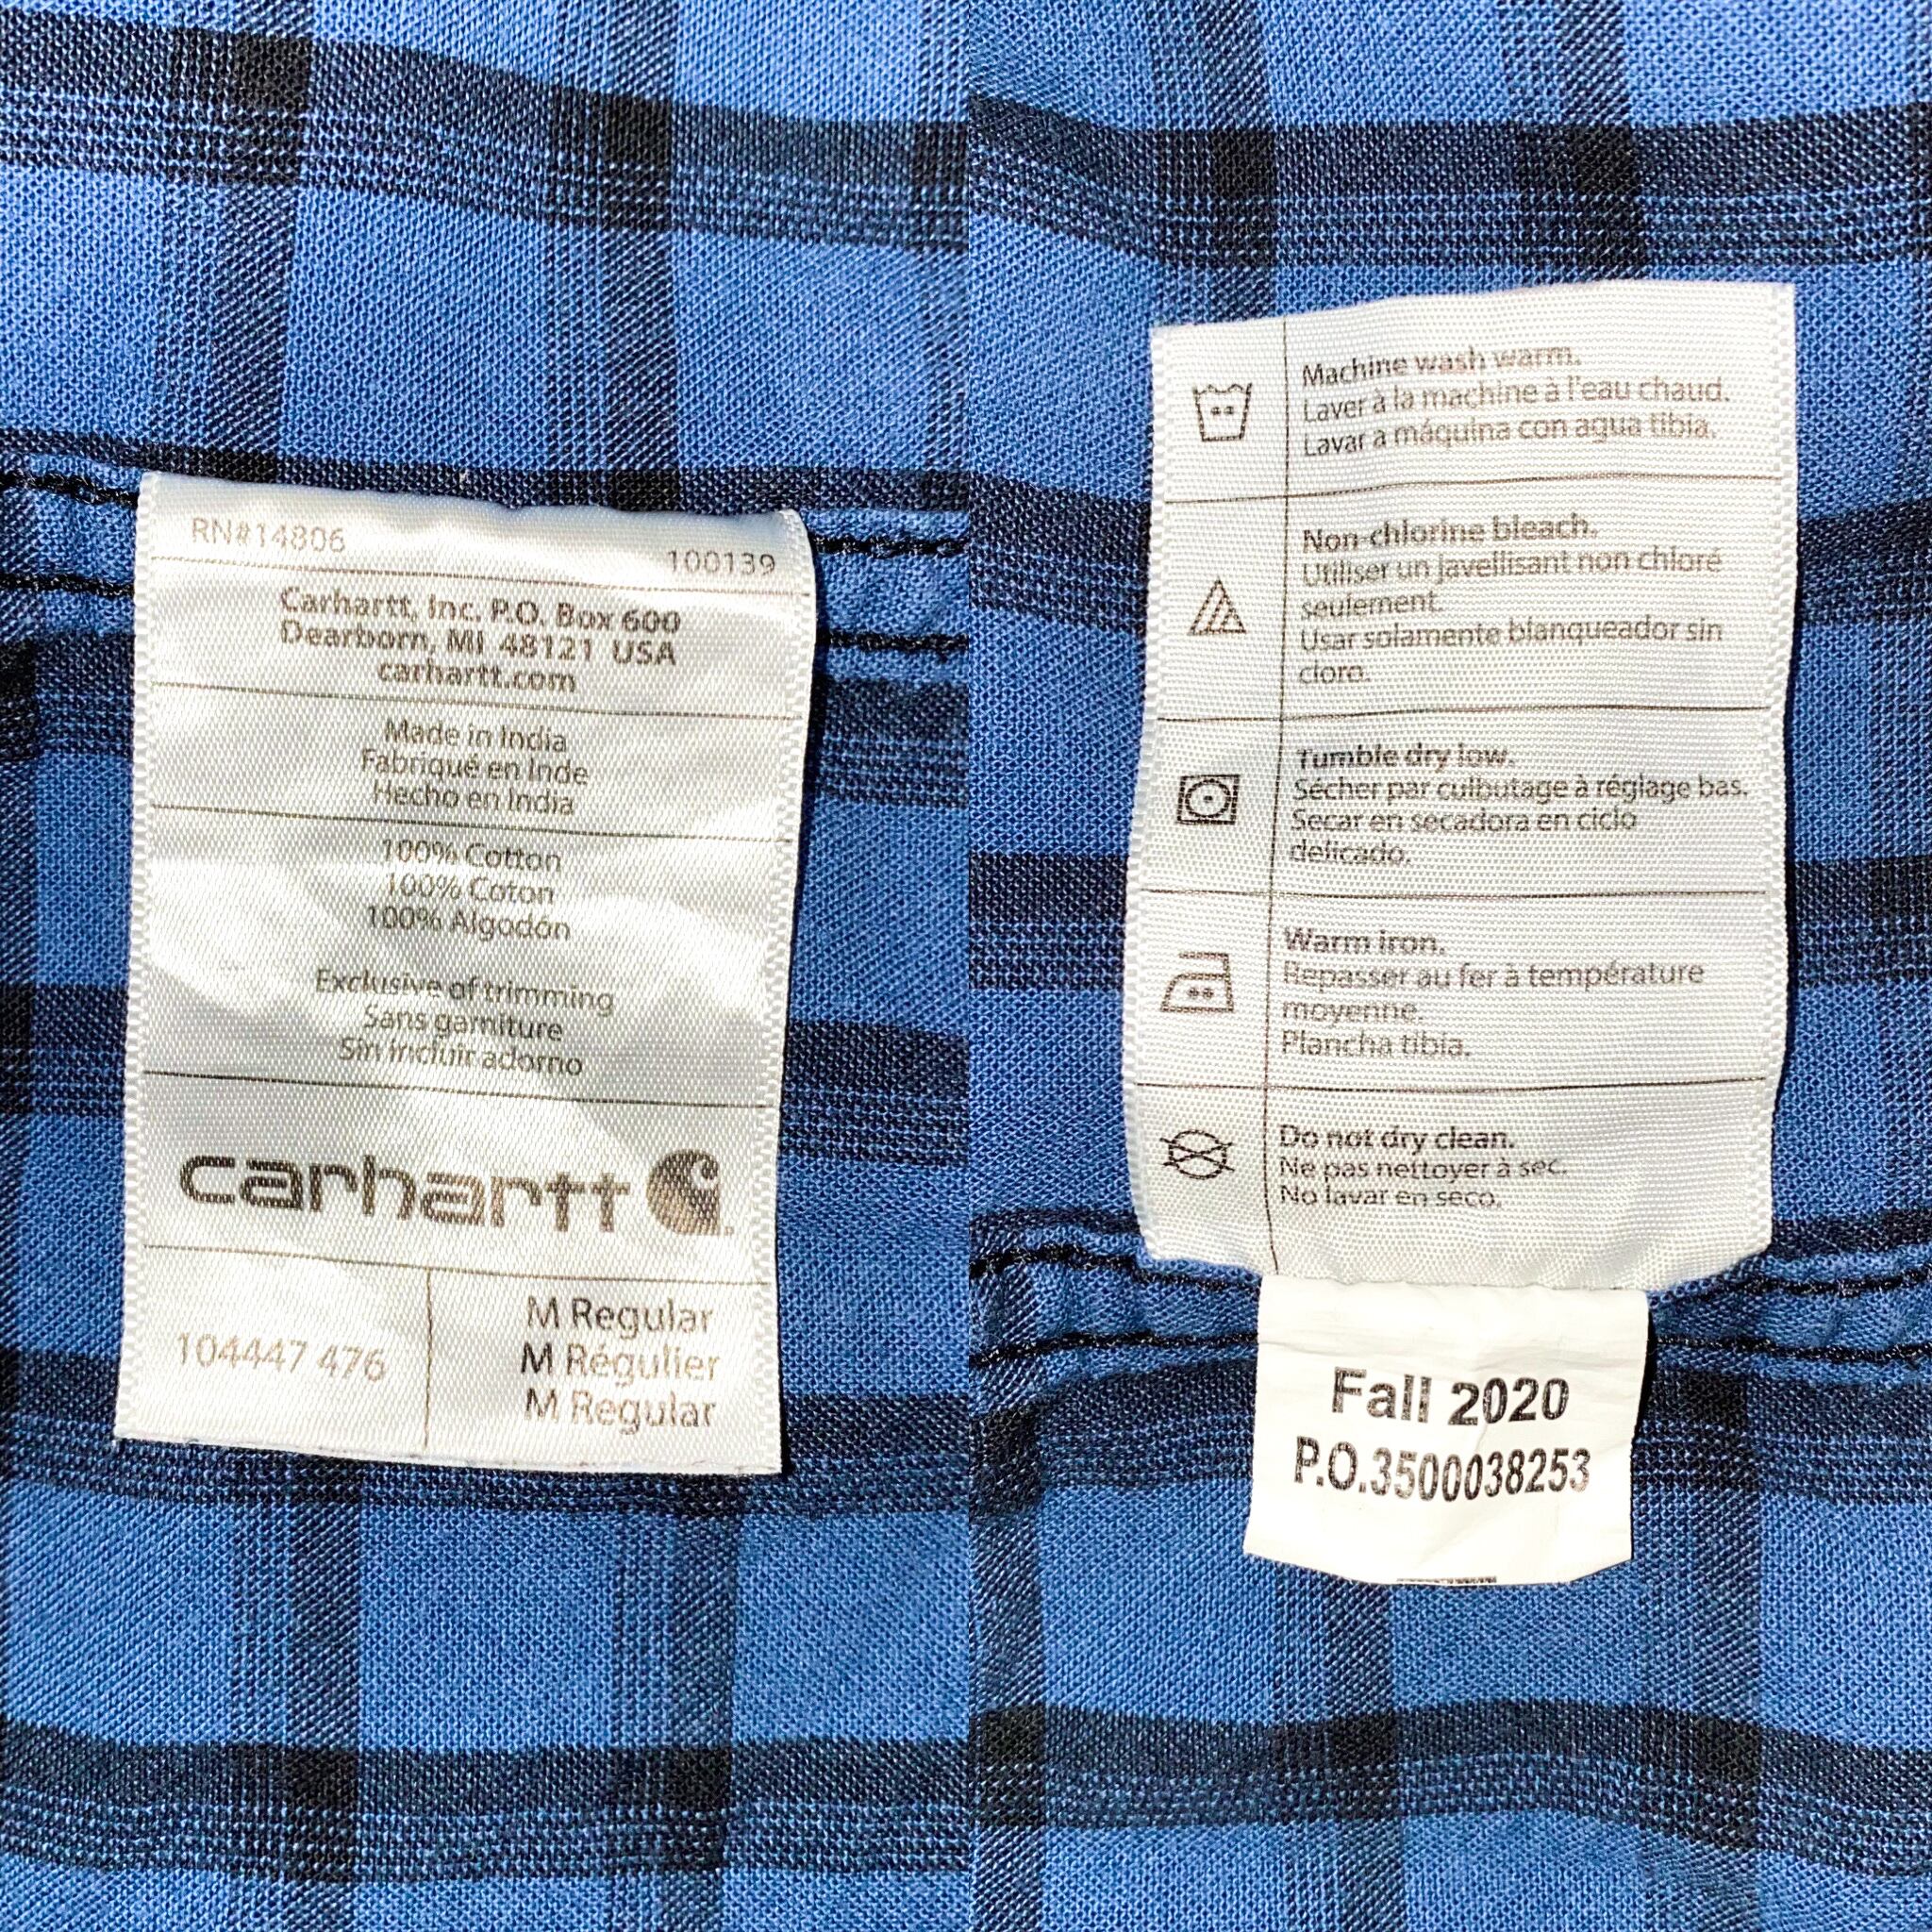 RN#14806
100139
Carhartt, Inc. P.O. Box 600
Dearborn, MI 48121 USA
carhartt.com
Made in India
Fabriqué en Inde
Hecho en India
100% Cotton
100% Coton
100% Algodón
Exclusive of trimming
Sans garniture
Sin incluir adorno
carhartt
104447 476
M Regular
M Régulier
M Regular
Machine wash warm.
Laver à la machine à l'eau chaud.
Lavar a máquina con agua tibia.
Non-chlorine bleach.
Utiliser un javellisant non chloré
seulement.
Usar solamente blanqueador sin
cloro.
Tumble dry low.
Sécher par culbutage à réglage bas.
Secar en secadora en ciclo
delicado.
Warm iron.
Repasser au fer à température
moyenne.
Plancha tibia.
Do not dry clean.
Ne pas nettoyer à sec.
No lavar en seco.
Fall 2020
P.O.3500038253